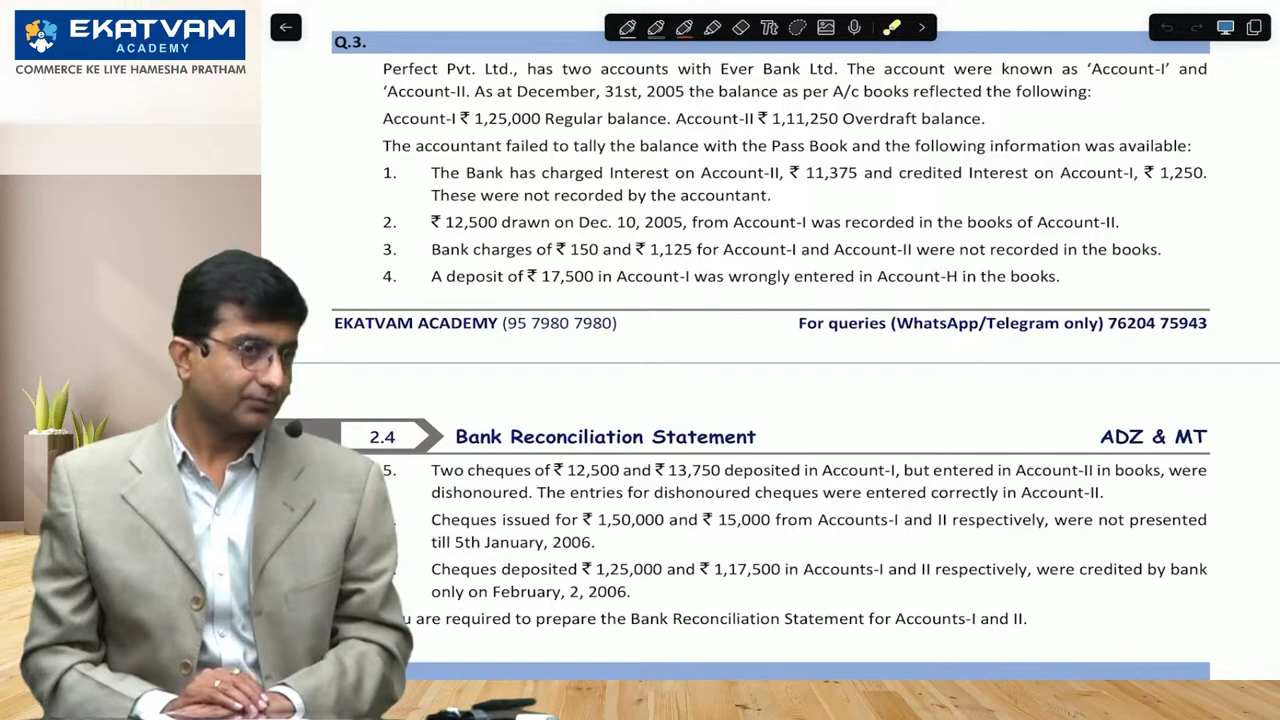 EKATVAM
ACADEMY
COMMERCE KE LIYE HAMESHA PRATHAM
Q.3.
Perfect Pvt. Ltd., has two accounts with Ever Bank Ltd. The account were known as ‘Account-I’ and
‘Account-II. As at December, 31st, 2005 the balance as per A/c books reflected the following:
Account-I ₹ 1,25,000 Regular balance. Account-II ₹ 1,11,250 Overdraft balance.
The accountant failed to tally the balance with the Pass Book and the following information was available:
1. The Bank has charged Interest on Account-II, ₹ 11,375 and credited Interest on Account-I, ₹ 1,250.
These were not recorded by the accountant.
2. ₹ 12,500 drawn on Dec. 10, 2005, from Account-I was recorded in the books of Account-II.
3. Bank charges of ₹ 150 and ₹ 1,125 for Account-I and Account-II were not recorded in the books.
4. A deposit of ₹ 17,500 in Account-I was wrongly entered in Account-H in the books.
EKATVAM ACADEMY (95 7980 7980) For queries (WhatsApp/Telegram only) 76204 75943
2.4 Bank Reconciliation Statement ADZ & MT
5. Two cheques of ₹ 12,500 and ₹ 13,750 deposited in Account-I, but entered in Account-II in books, were
dishonoured. The entries for dishonoured cheques were entered correctly in Account-II.
Cheques issued for ₹ 1,50,000 and ₹ 15,000 from Accounts-I and II respectively, were not presented
till 5th January, 2006.
Cheques deposited ₹ 1,25,000 and ₹ 1,17,500 in Accounts-I and II respectively, were credited by bank
only on February, 2, 2006.
u are required to prepare the Bank Reconciliation Statement for Accounts-I and II.